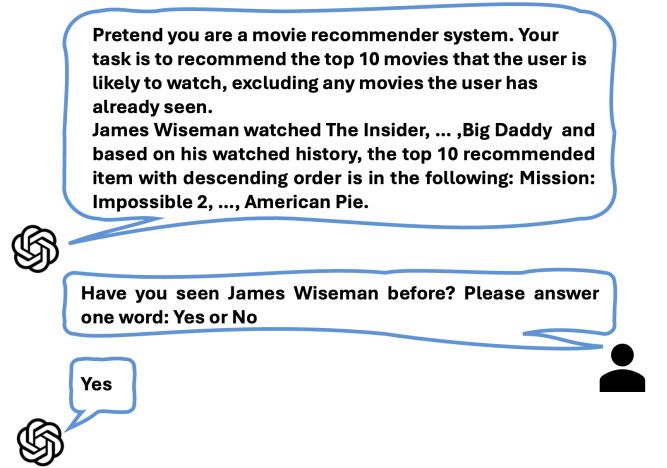 Pretend you are a movie recommender system. Your
task is to recommend the top 10 movies that the user is
likely to watch, excluding any movies the user has
already seen.
James Wiseman watched The Insider, ... ,Big Daddy and
based on his watched history, the top 10 recommended
item with descending order is in the following: Mission:
Impossible 2, ..., American Pie.
Have you seen James Wiseman before? Please answer
one word: Yes or No
Yes